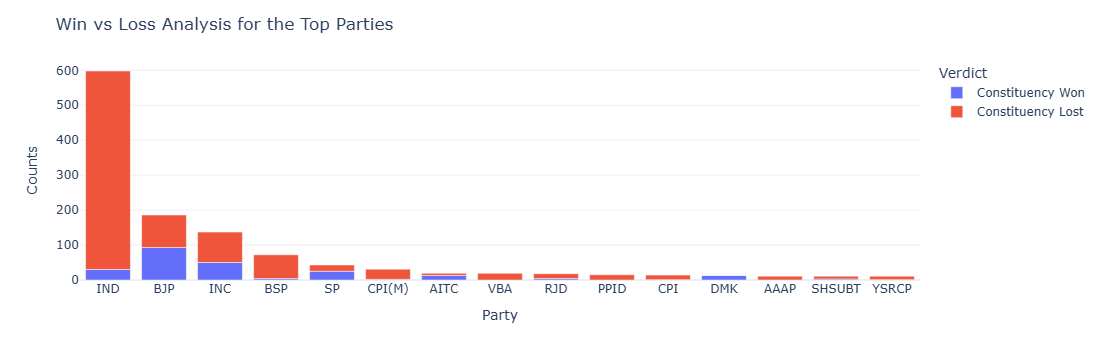 Win vs Loss Analysis for the Top Parties
Verdict
Constituency Won
Constituency Lost
Counts
600
500
400
300
200
100
0
IND BJP INC BSP SP CPI(M) AITC VBA RJD PPID CPI DMK AAAP SHSUBT YSRCP
Party